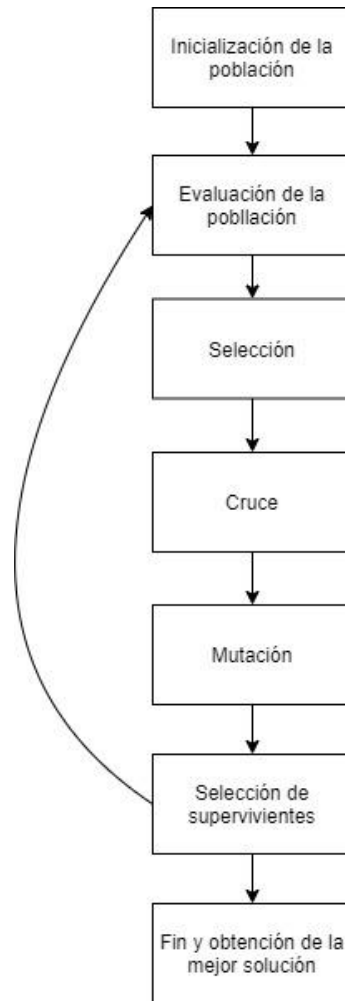 Inicialización de la
población
Evaluación de la
pobllación
Selección
Cruce
Mutación
Selección de
supervivientes
Fin y obtención de la
mejor solución